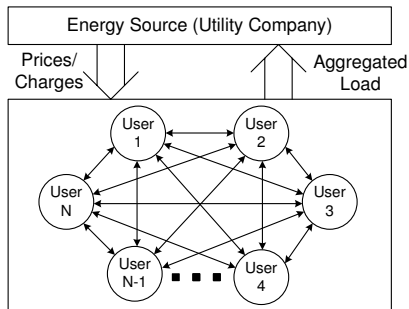 Energy Source (Utility Company)
Prices/
Charges
Aggregated
Load
User
1
User
2
User
N
User
3
User
N-1
User
4